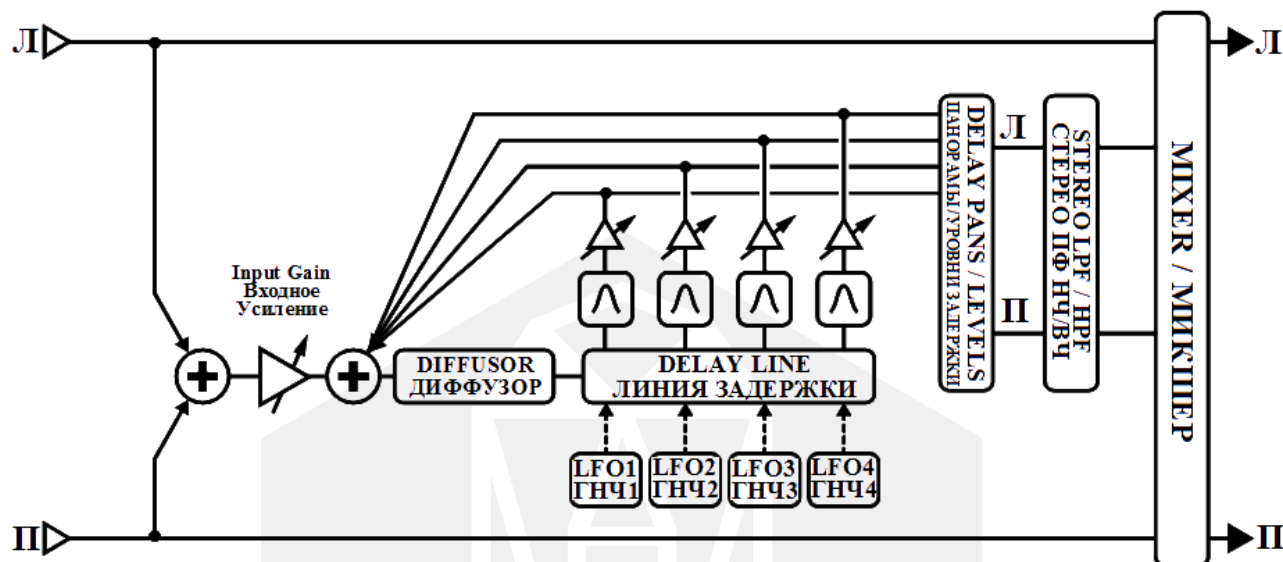 Л
Л
Input Gain
Входное
Усиление
DIFFUSOR
ДИФФУЗОР
DELAY LINE
ЛИНИЯ ЗАДЕРЖКИ
LFO1
ГНЧ1
LFO2
ГНЧ2
LFO3
ГНЧ3
LFO4
ГНЧ4
DELAY PANS / LEVELS
ПАНОРАМЫ / УРОВНИ ЗАДЕРЖКИ
Л
П
STEREO LPF / HPF
СТЕРЕО ПФ НЧ/ВЧ
MIXER / МИКШЕР
П
П